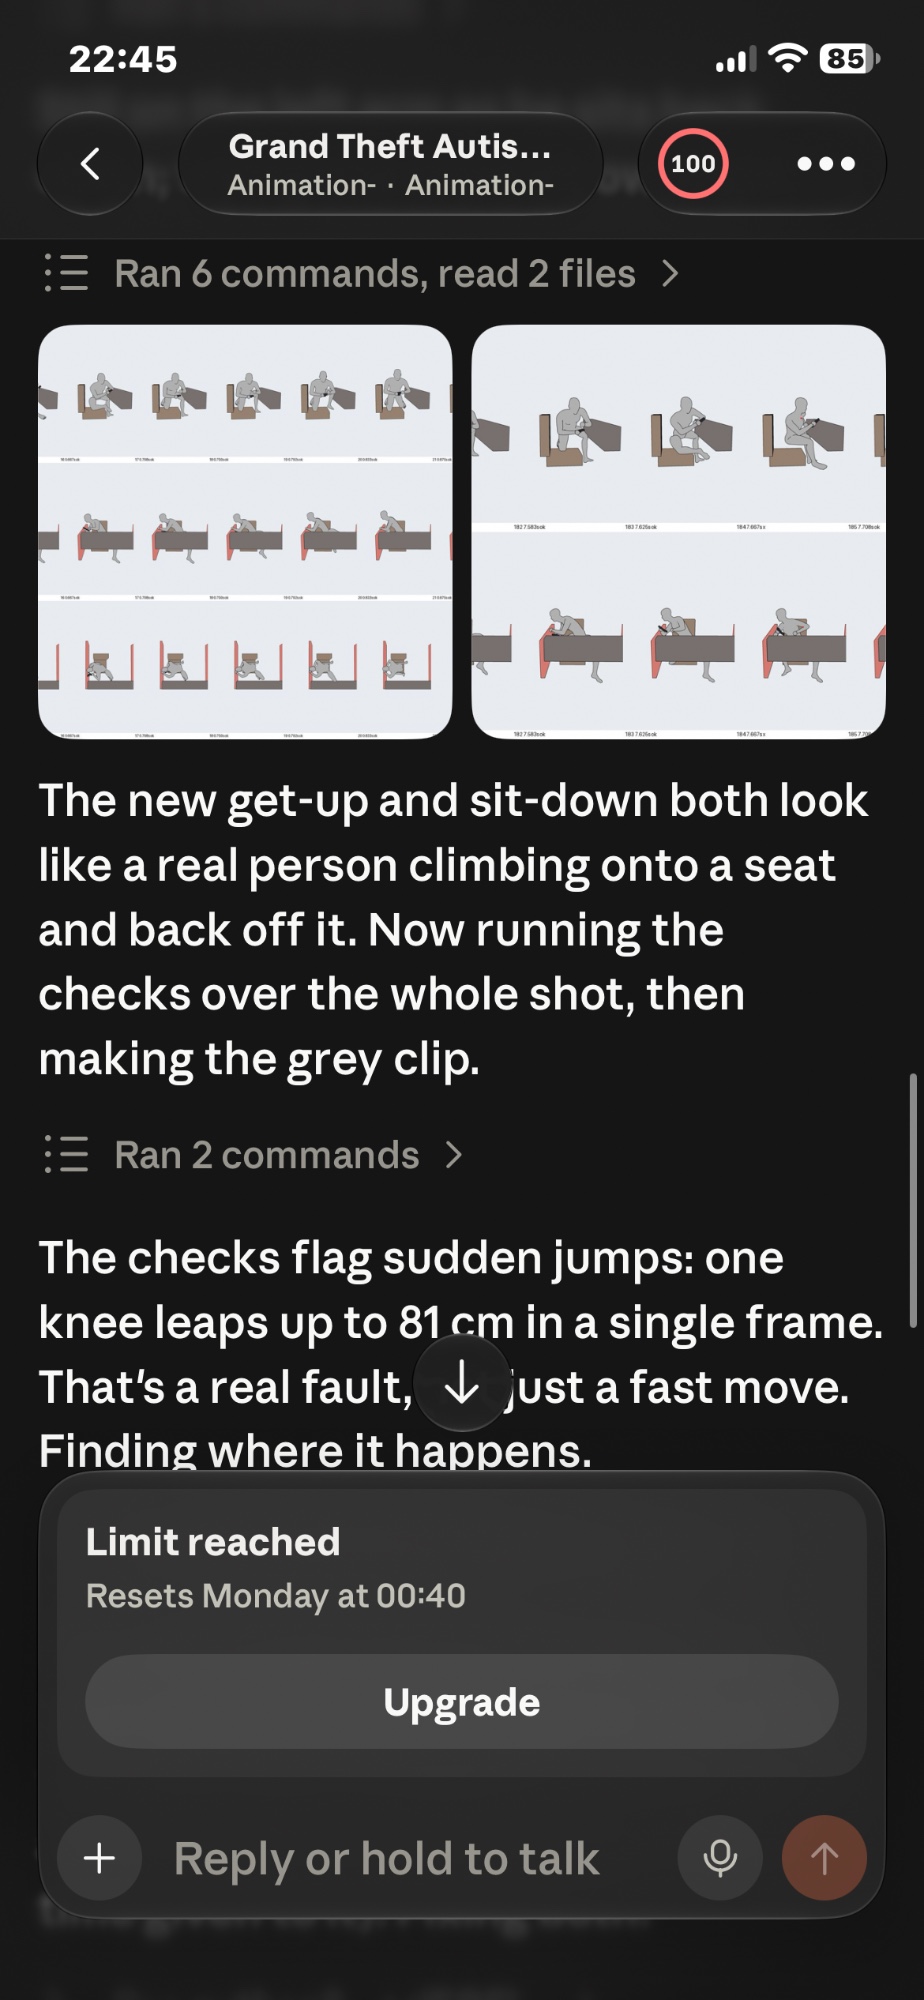 22:45
85
Grand Theft Autis...
Animation- · Animation-
100
Ran 6 commands, read 2 files
The new get-up and sit-down both look
like a real person climbing onto a seat
and back off it. Now running the
checks over the whole shot, then
making the grey clip.
Ran 2 commands
The checks flag sudden jumps: one
knee leaps up to 81 cm in a single frame.
That's a real fault, just a fast move.
Finding where it happens.
Limit reached
Resets Monday at 00:40
Upgrade
Reply or hold to talk